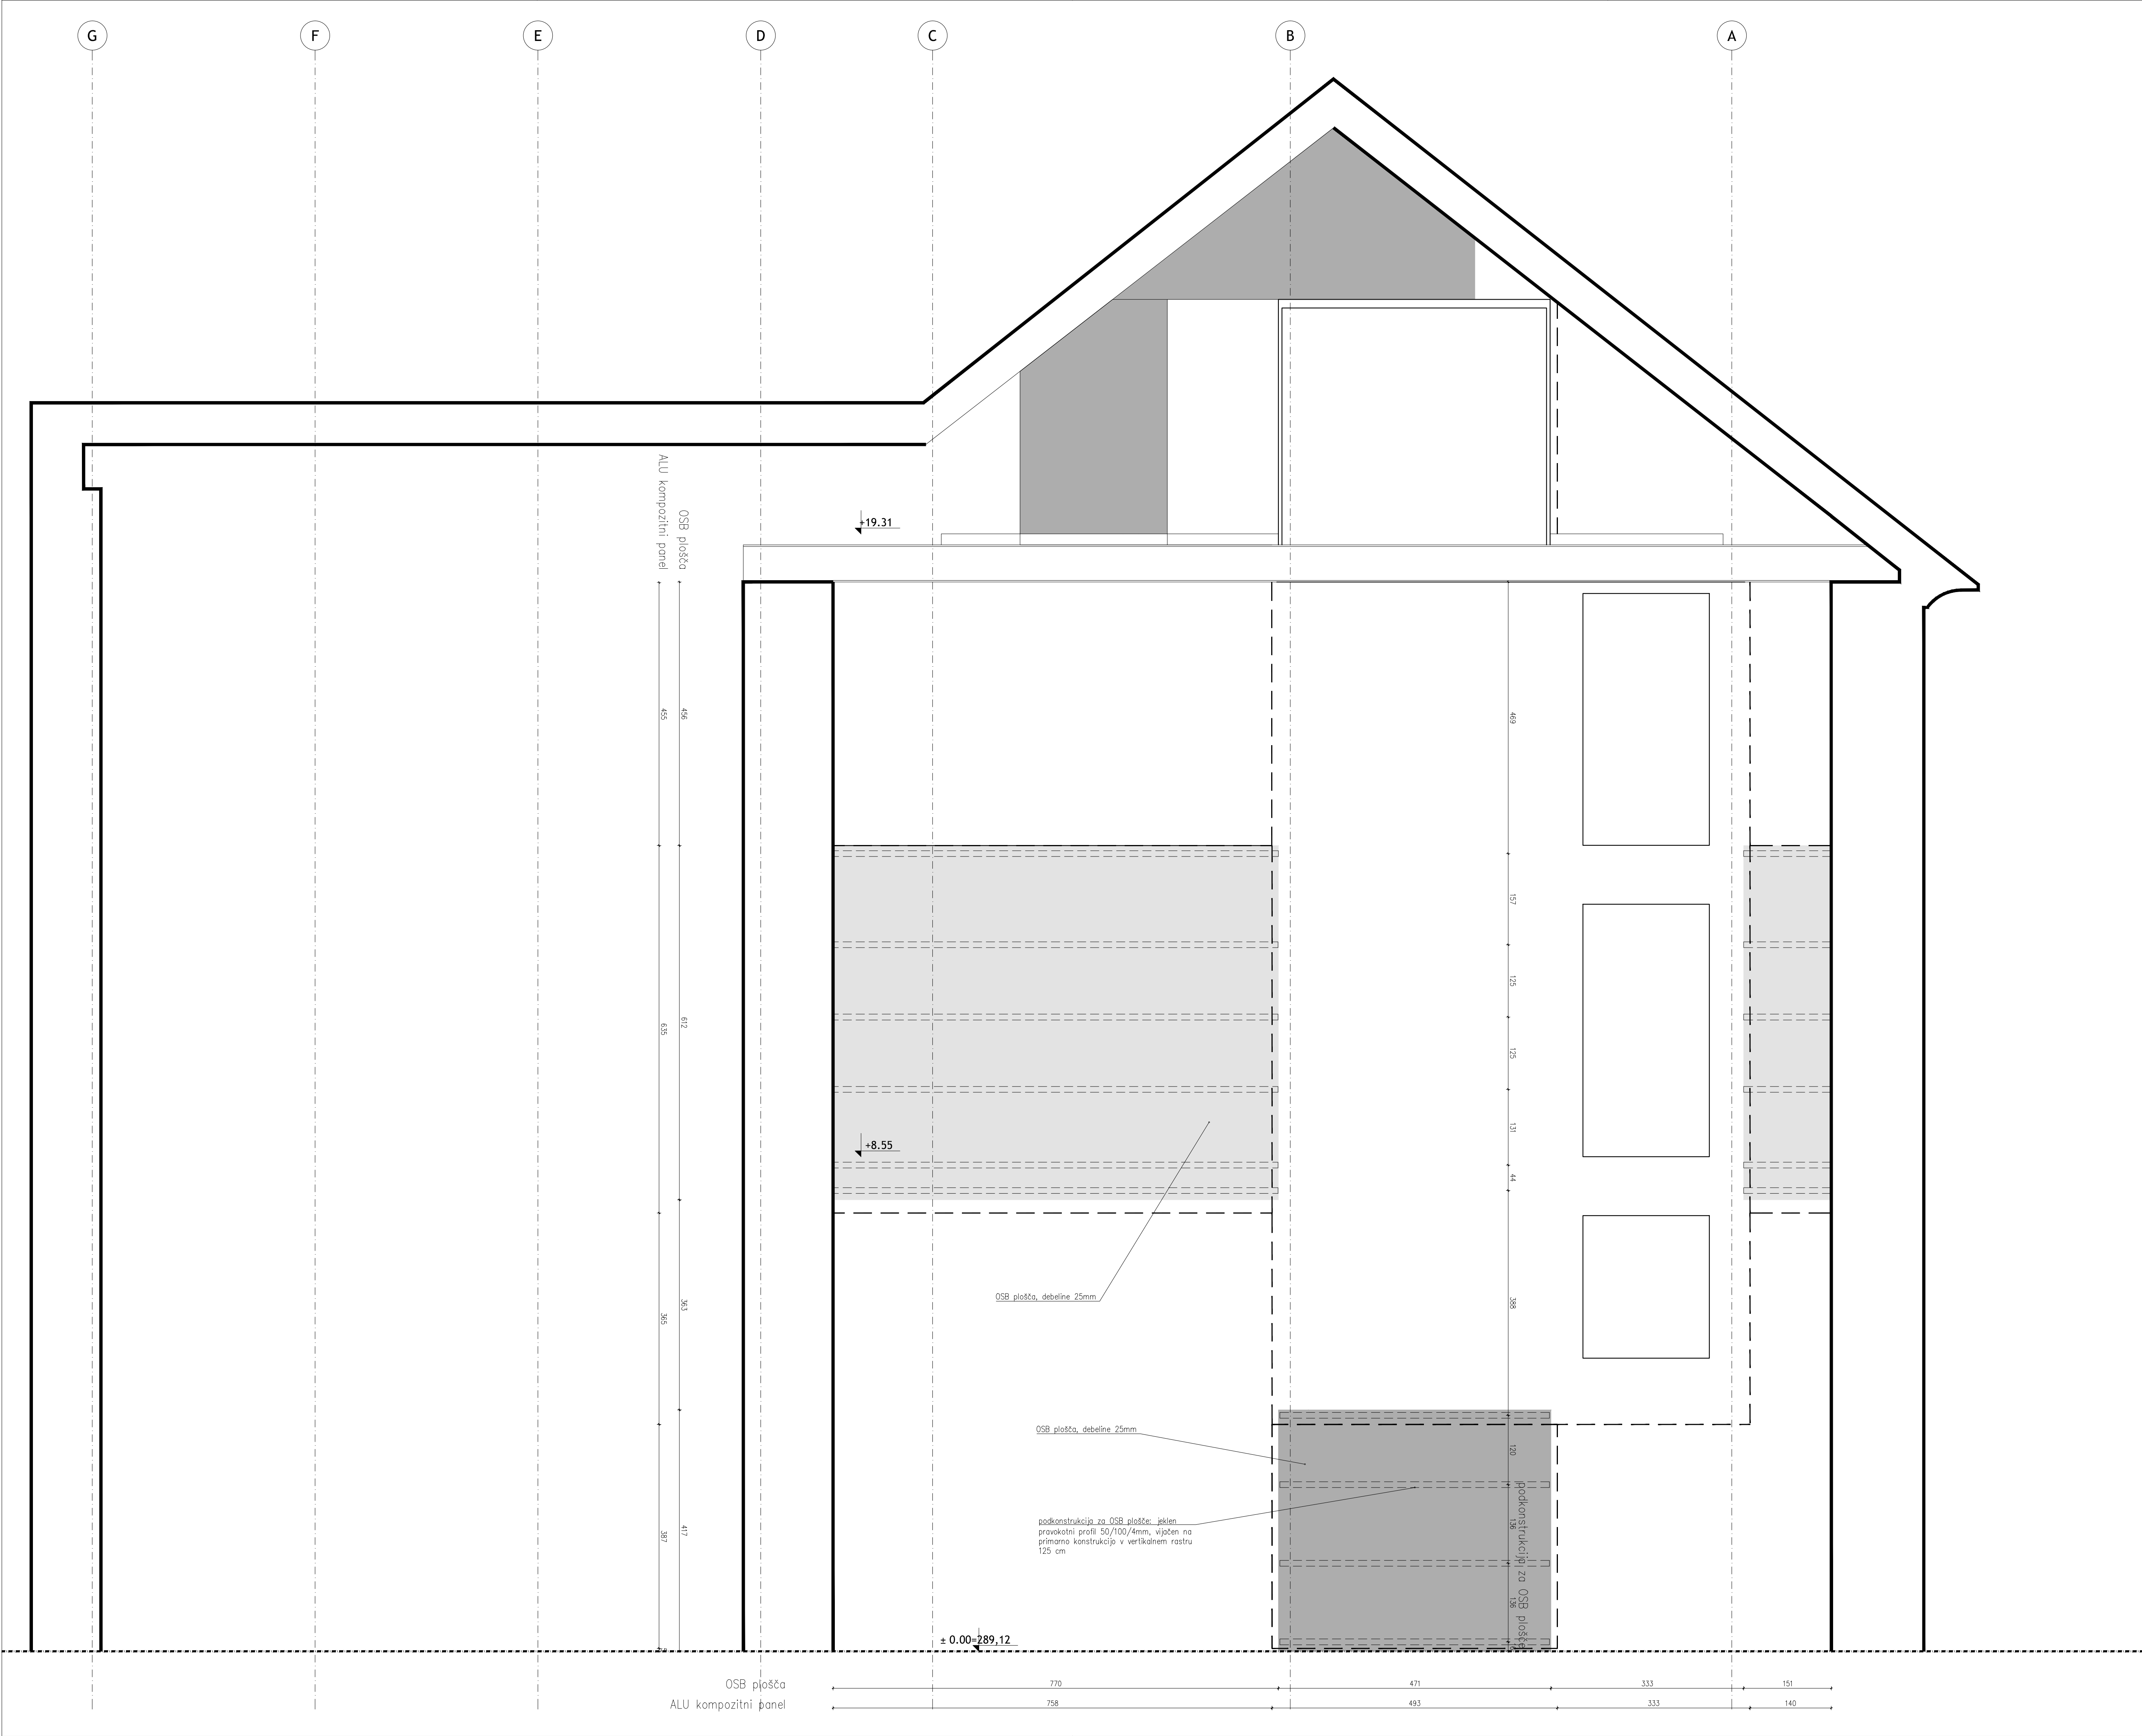 G
F
E
D
C
B
A
+19.31
ALU kompozitni panel
OSB plošča
455
456
469
157
125
635
612
125
131
+8.55
44
OSB plošča, debeline 25mm
365
363
388
OSB plošča, debeline 25mm
120
podkonstrukcija za OSB plošče: jeklen
pravokotni profil 50/100/4mm, vijačen na
primarno konstrukcijo v vertikalnem rastru
125 cm
387
417
136
podkonstrukcija za OSB plošče
136
± 0.00=289,12
OSB plošča
770
471
333
151
ALU kompozitni panel
758
493
333
140